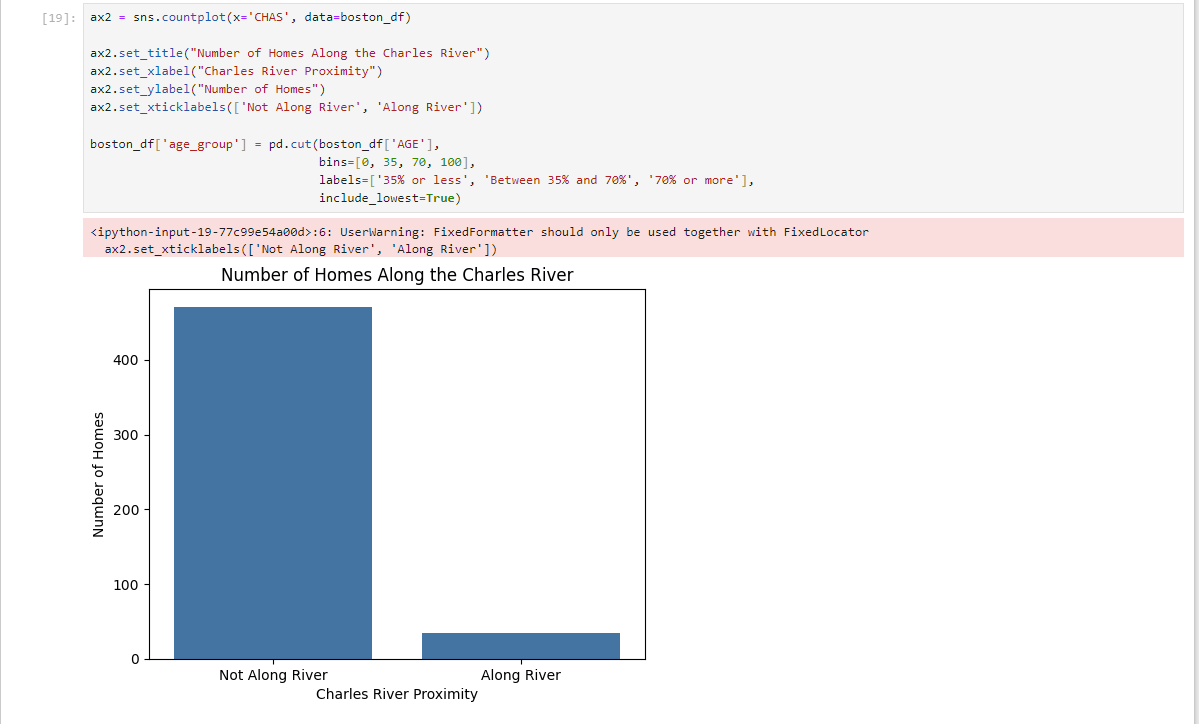 [19]: ax2 = sns.countplot(x='CHAS', data=boston_df)
ax2.set_title("Number of Homes Along the Charles River")
ax2.set_xlabel("Charles River Proximity")
ax2.set_ylabel("Number of Homes")
ax2.set_xticklabels(['Not Along River', 'Along River'])
boston_df['age_group'] = pd.cut(boston_df['AGE'],
bins=[0, 35, 70, 100],
labels=['35% or less', 'Between 35% and 70%', '70% or more'],
include_lowest=True)
<ipython-input-19-77c99e54a00d>:6: UserWarning: FixedFormatter should only be used together with FixedLocator
ax2.set_xticklabels(['Not Along River', 'Along River'])
Number of Homes Along the Charles River
Number of Homes
400
300
200
100
0
Not Along River Along River
Charles River Proximity